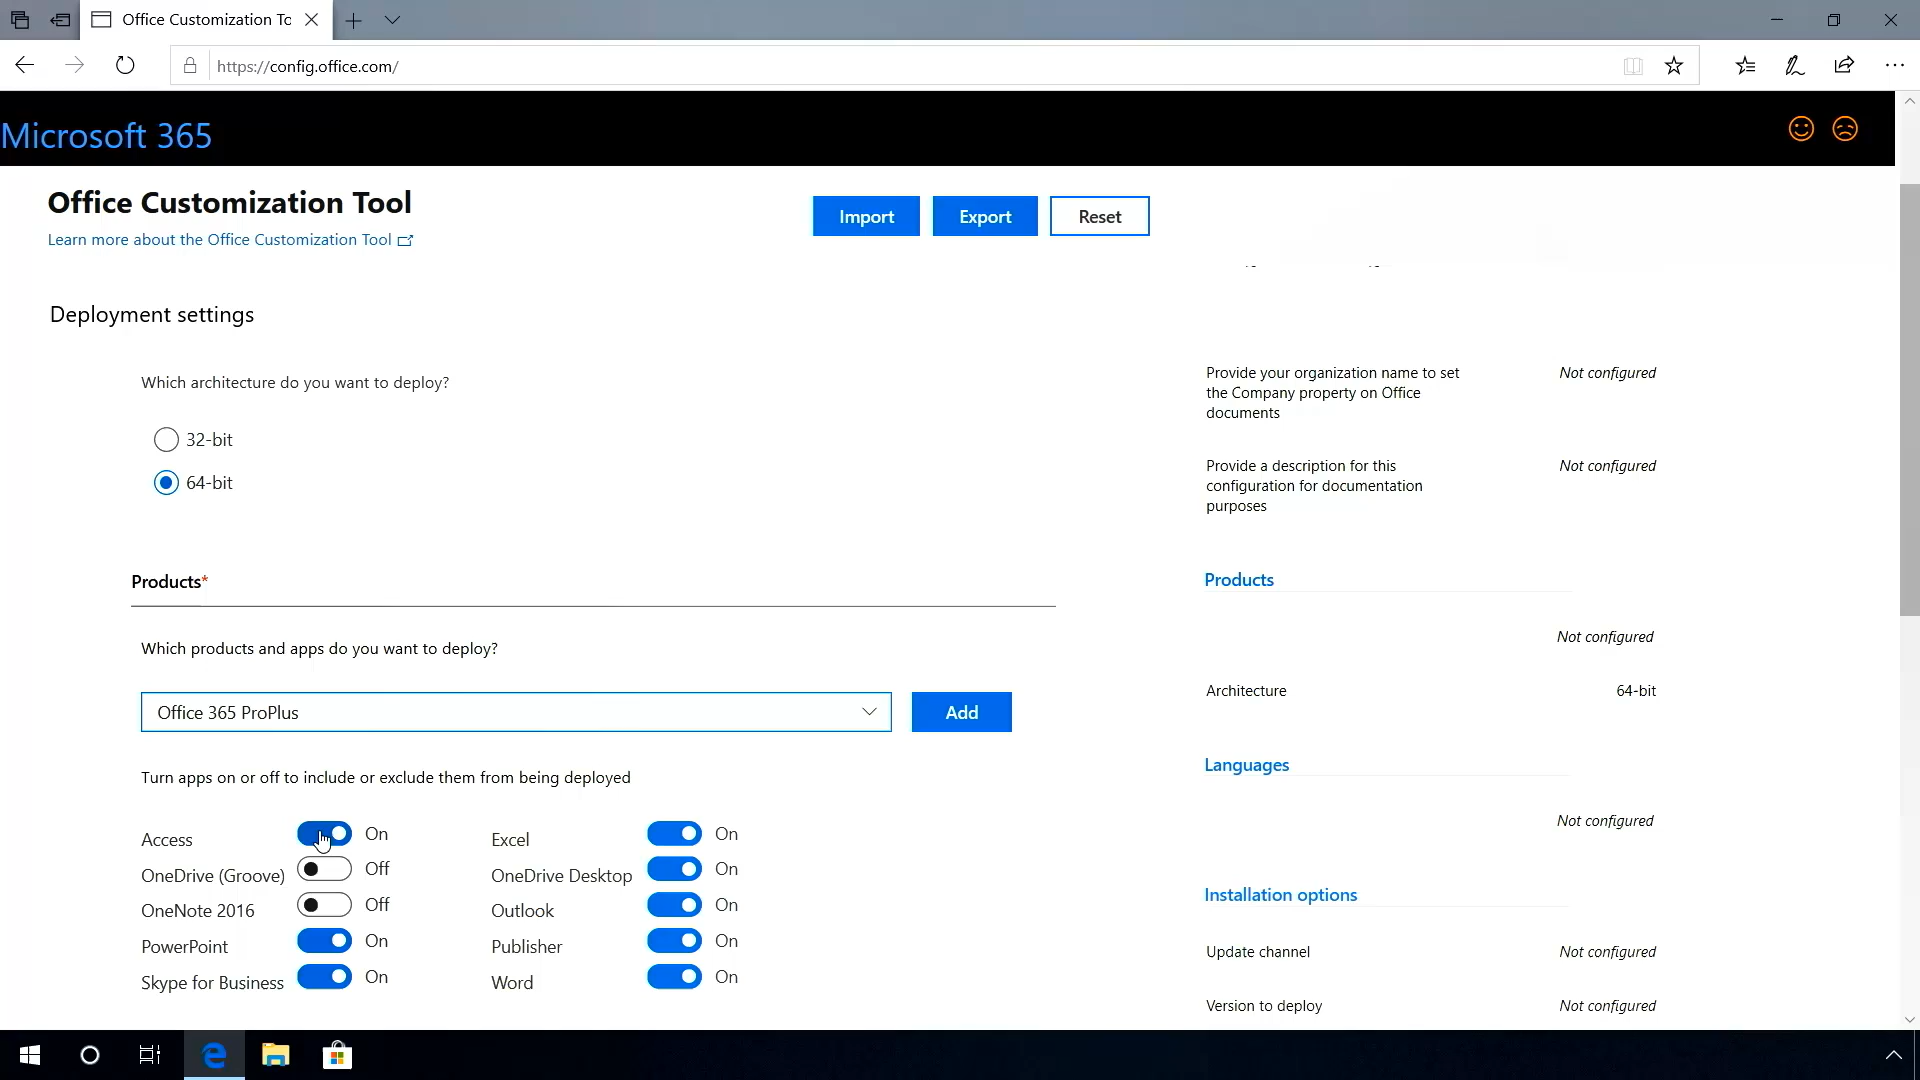 Office Customization Tc
https://config.office.com/
Microsoft 365
Office Customization Tool
Import
Export
Reset
Learn more about the Office Customization Tool
Deployment settings
Which architecture do you want to deploy?
32-bit
64-bit
Products*
Which products and apps do you want to deploy?
Office 365 ProPlus
Add
Turn apps on or off to include or exclude them from being deployed
Access On
Excel On
OneDrive (Groove) Off
OneDrive Desktop On
OneNote 2016 Off
Outlook On
PowerPoint On
Publisher On
Skype for Business On
Word On
Provide your organization name to set
the Company property on Office
documents
Not configured
Provide a description for this
configuration for documentation
purposes
Not configured
Products
Not configured
Architecture 64-bit
Languages
Not configured
Installation options
Update channel Not configured
Version to deploy Not configured